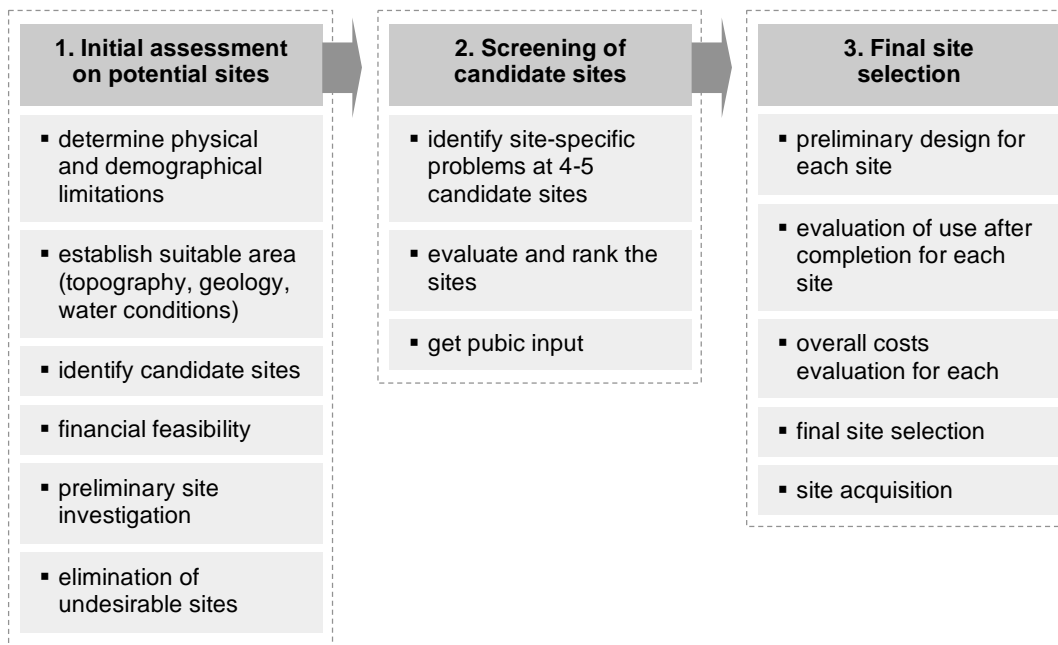 1. Initial assessment
on potential sites
▪ determine physical
and demographical
limitations
▪ establish suitable area
(topography, geology,
water conditions)
▪ identify candidate sites
▪ financial feasibility
▪ preliminary site
investigation
▪ elimination of
undesirable sites
2. Screening of
candidate sites
▪ identify site-specific
problems at 4-5
candidate sites
▪ evaluate and rank the
sites
▪ get pubic input
3. Final site
selection
▪ preliminary design for
each site
▪ evaluation of use after
completion for each
site
▪ overall costs
evaluation for each
▪ final site selection
▪ site acquisition